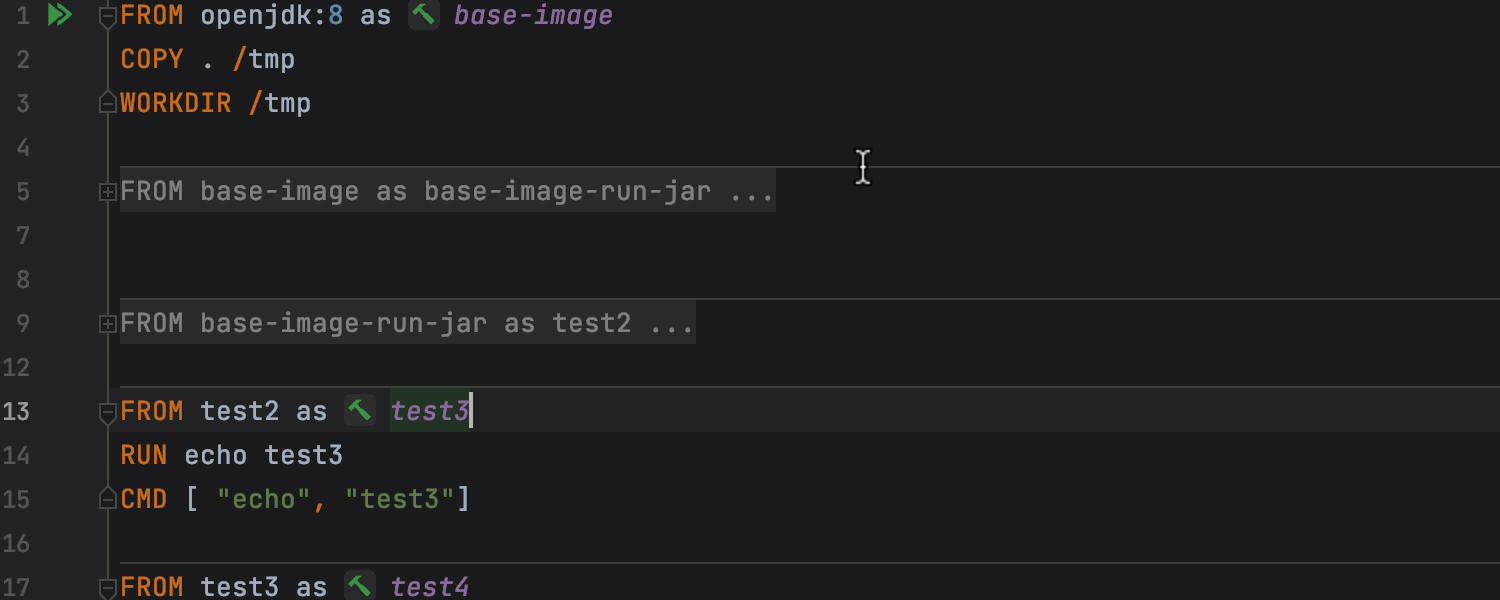 1 FROM openjdk:8 as base-image
2 COPY . /tmp
3 WORKDIR /tmp
4
5 FROM base-image as base-image-run-jar ...
7
8
9 FROM base-image-run-jar as test2 ...
12
13 FROM test2 as test3
14 RUN echo test3
15 CMD [ "echo", "test3"]
16
17 FROM test3 as test4